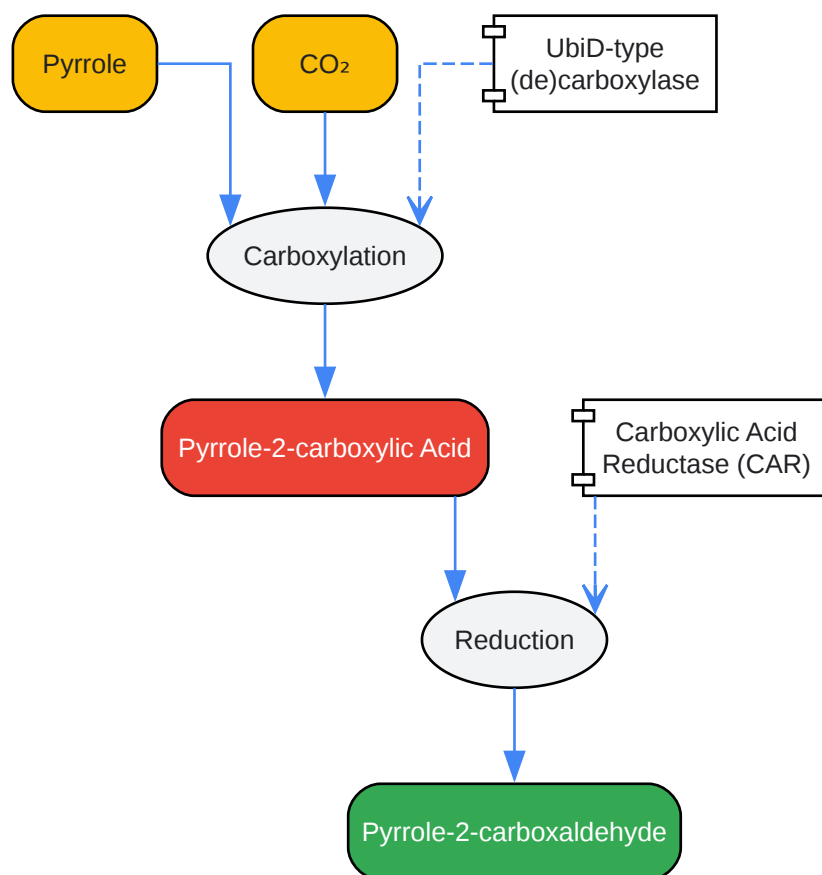 Pyrrole
CO₂
UbiD-type
(de)carboxylase
Carboxylation
Pyrrole-2-carboxylic Acid
Carboxylic Acid
Reductase (CAR)
Reduction
Pyrrole-2-carboxaldehyde